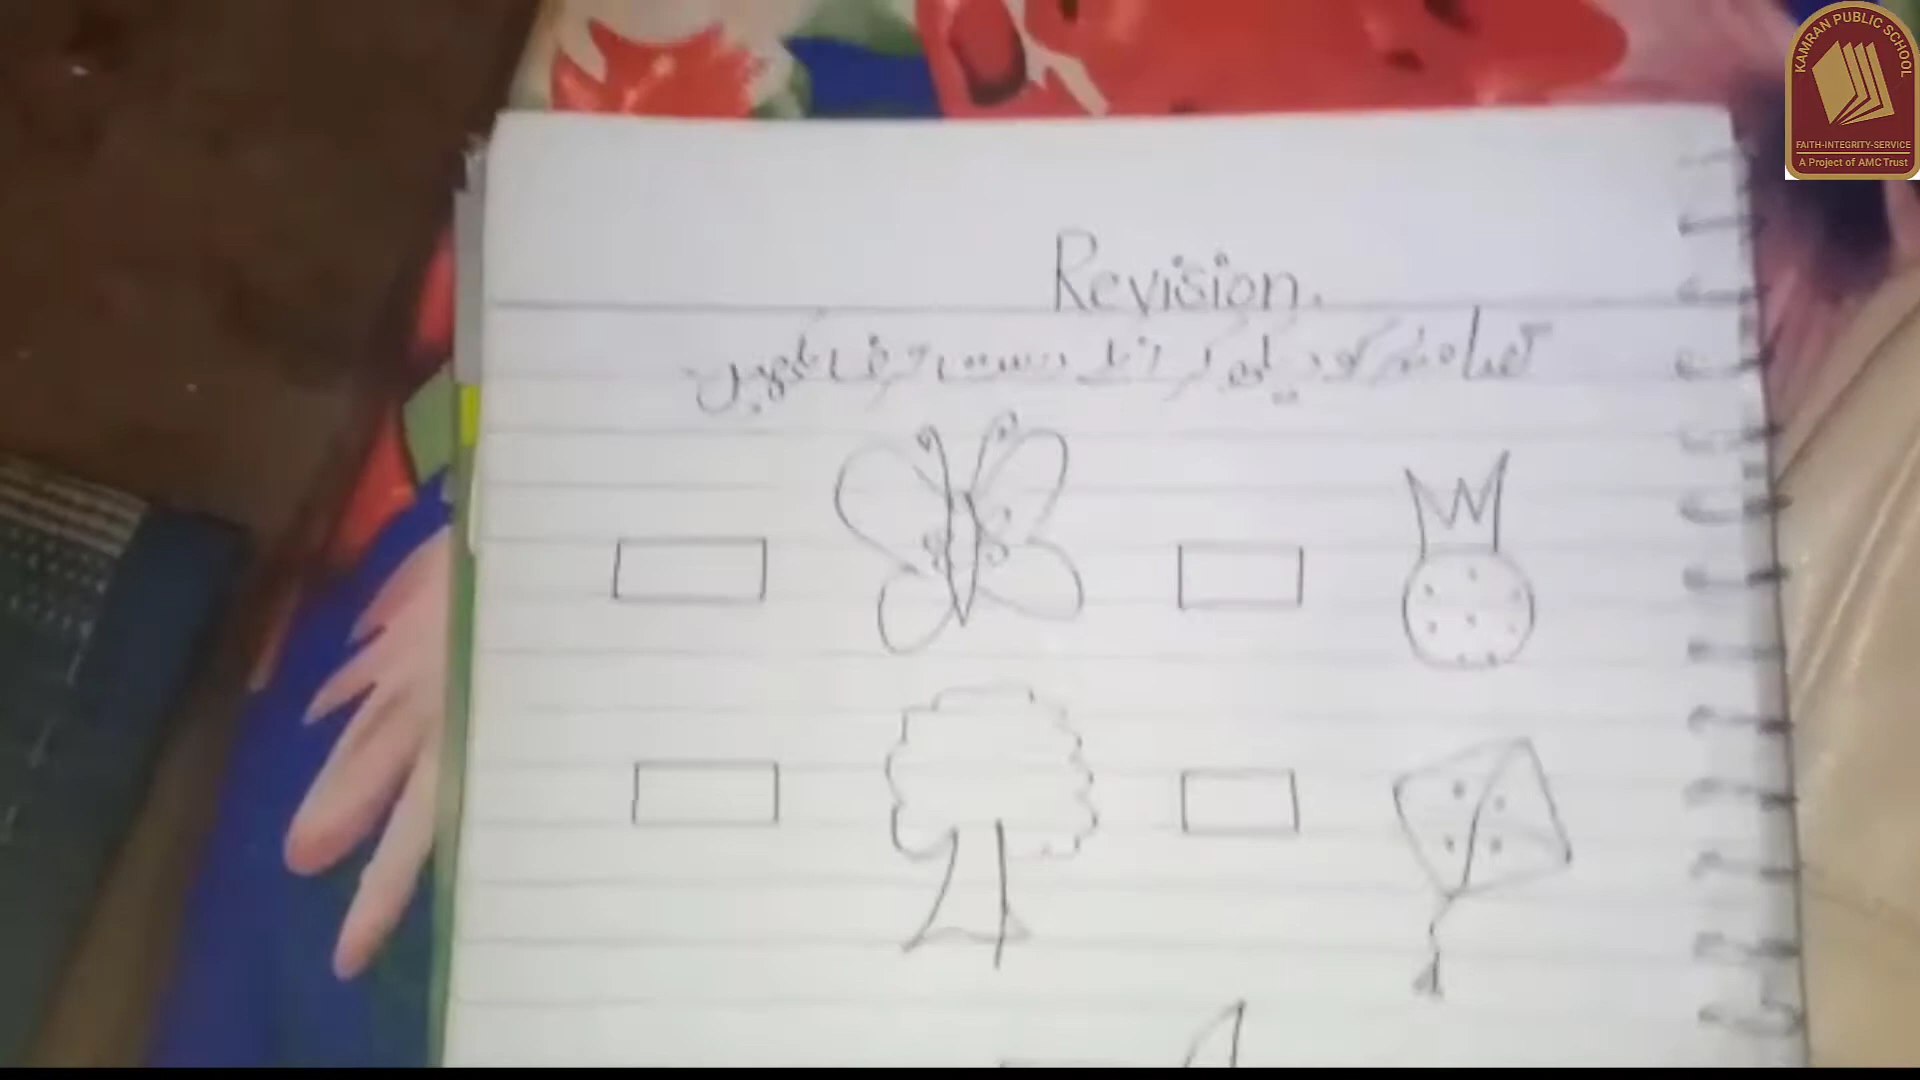 KAMRAN PUBLIC SCHOOL
FAITH-INTEGRITY-SERVICE
A Project of AMC Trust
Revision.
تصاویر کو دیکھ کر درست حرف لکھیں